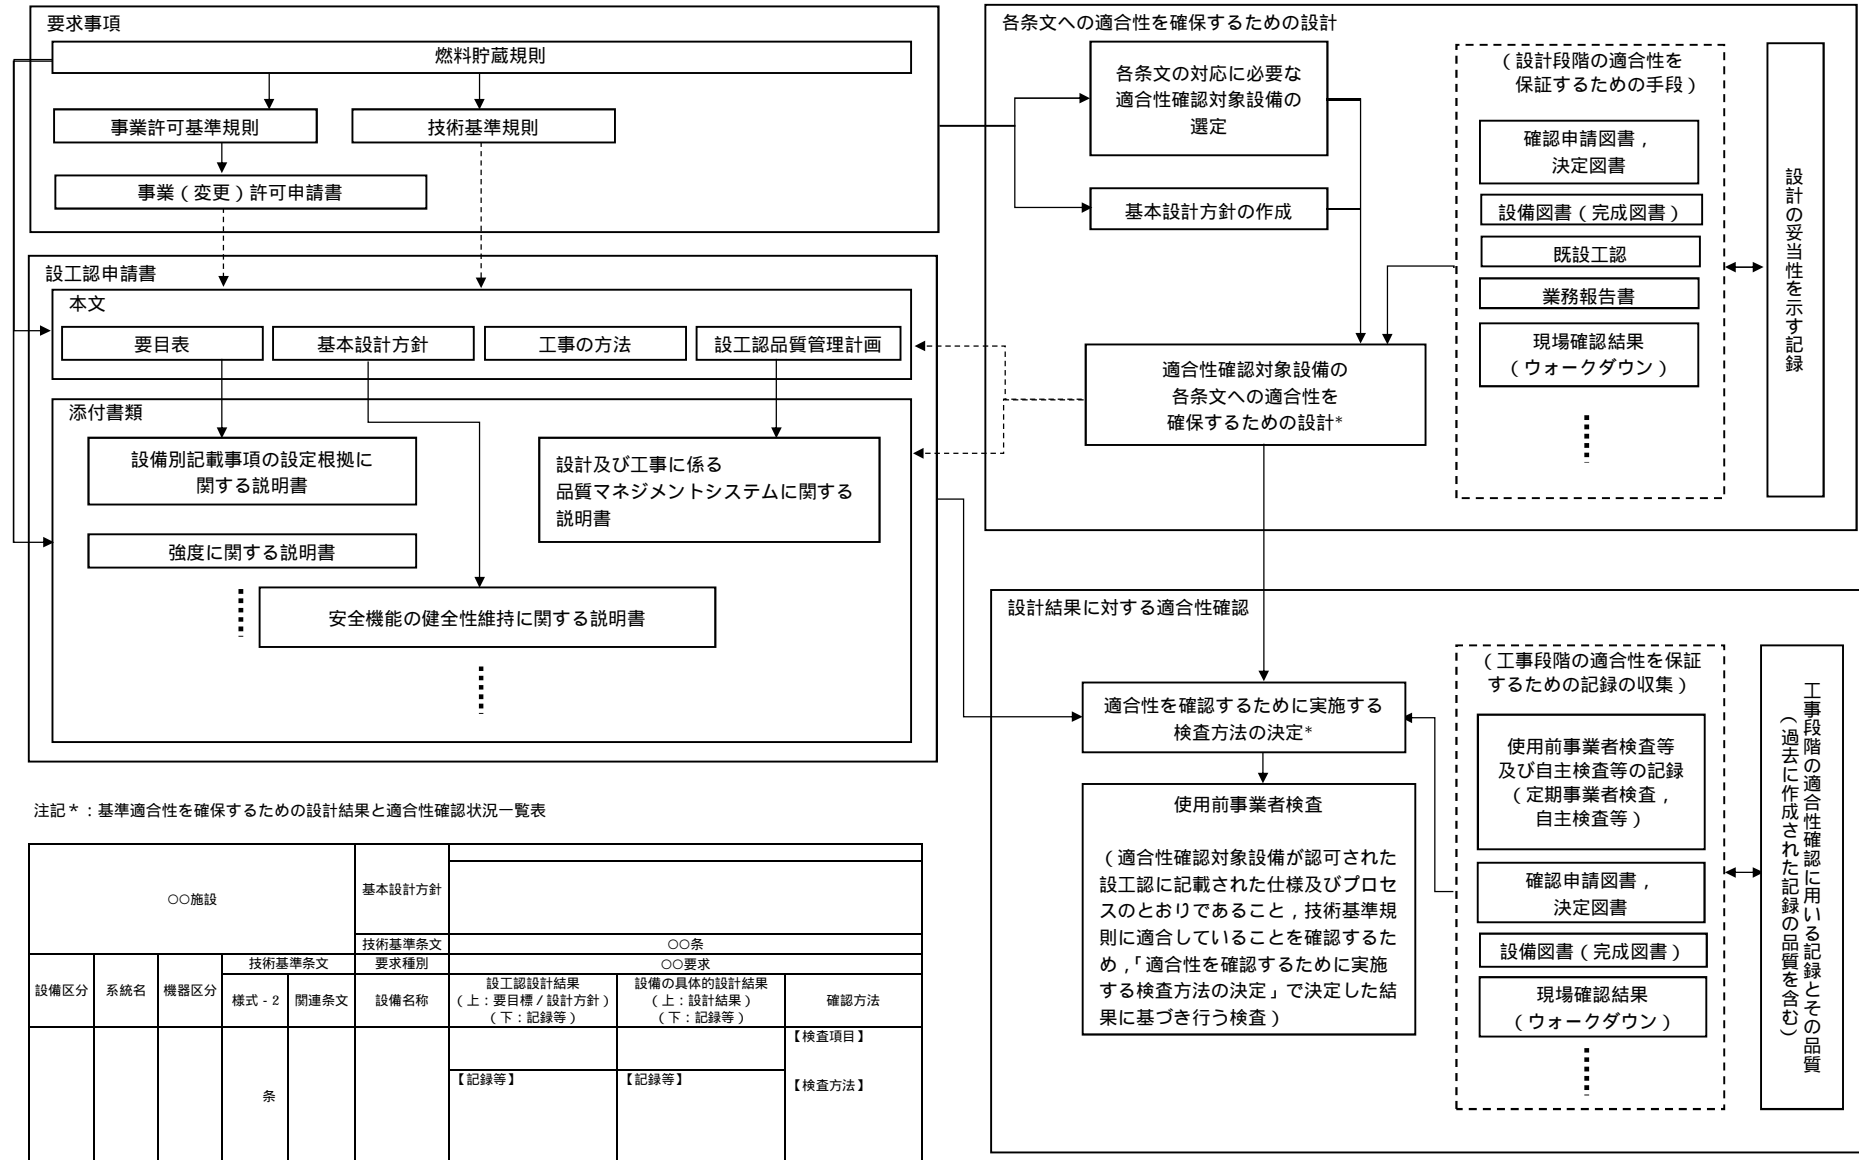 要求事項
燃料貯蔵規則
事業許可基準規則
技術基準規則
事業（変更）許可申請書
設工認申請書
本文
要目表
基本設計方針
工事の方法
設工認品質管理計画
添付書類
設備別記載事項の設定根拠に
関する説明書
設計及び工事に係る
品質マネジメントシステムに関する
説明書
強度に関する説明書
安全機能の健全性維持に関する説明書
各条文への適合性を確保するための設計
各条文の対応に必要な
適合性確認対象設備の
選定
基本設計方針の作成
適合性確認対象設備の
各条文への適合性を
確保するための設計*
（設計段階の適合性を
保証するための手段）
確認申請図書，
決定図書
設備図書（完成図書）
既設工認
業務報告書
現場確認結果
（ウォークダウン）
設計の妥当性を示す記録
設計結果に対する適合性確認
適合性を確認するために実施する
検査方法の決定*
使用前事業者検査
（適合性確認対象設備が認可された
設工認に記載された仕様及びプロセ
スのとおりであること，技術基準規
則に適合していることを確認するた
め，「適合性を確認するために実施
する検査方法の決定」で決定した結
果に基づき行う検査）
（工事段階の適合性を保証
するための記録の収集）
使用前事業者検査等
及び自主検査等の記録
（定期事業者検査，
自主検査等）
確認申請図書，
決定図書
設備図書（完成図書）
現場確認結果
（ウォークダウン）
工事段階の適合性確認に用いる記録とその品質
（過去に作成された記録の品質を含む）
注記*：基準適合性を確保するための設計結果と適合性確認状況一覧表
○○施設
基本設計方針
技術基準条文
○○条
技術基準条文
要求種別
○○要求
設備区分
系統名
機器区分
様式‐2
関連条文
設備名称
設工認設計結果
（上：要目標／設計方針）
（下：記録等）
設備の具体的設計結果
（上：設計結果）
（下：記録等）
確認方法
条
【記録等】
【記録等】
【検査項目】
【検査方法】